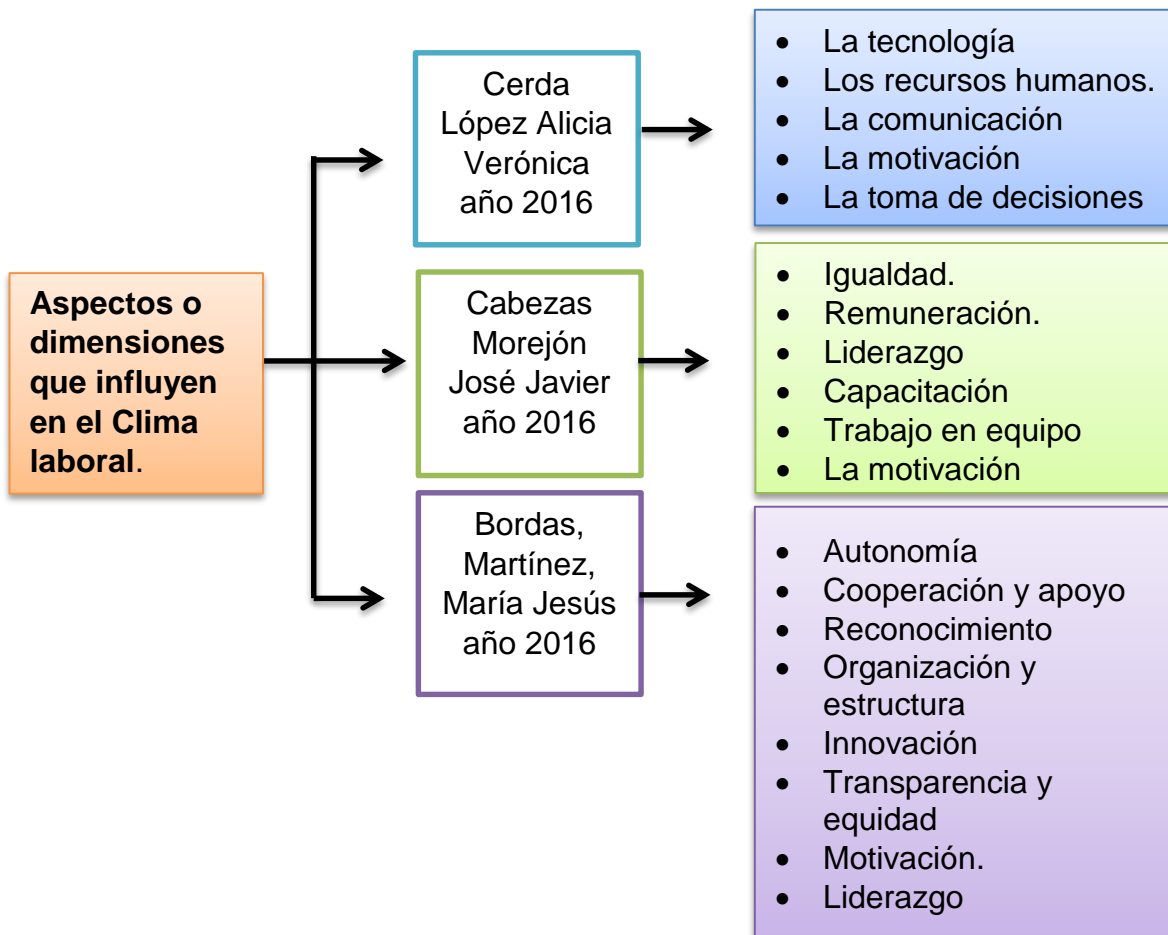 Aspectos o
dimensiones
que influyen
en el Clima
laboral.
Cerda
López Alicia
Verónica
año 2016
• La tecnología
• Los recursos humanos.
• La comunicación
• La motivación
• La toma de decisiones
Cabezas
Morejón
José Javier
año 2016
• Igualdad.
• Remuneración.
• Liderazgo
• Capacitación
• Trabajo en equipo
• La motivación
Bordas,
Martínez,
María Jesús
año 2016
• Autonomía
• Cooperación y apoyo
• Reconocimiento
• Organización y
estructura
• Innovación
• Transparencia y
equidad
• Motivación.
• Liderazgo